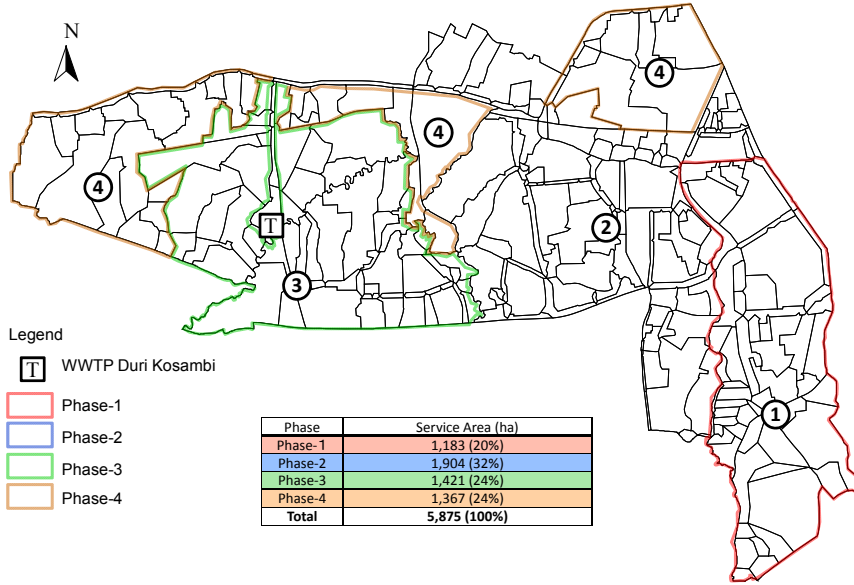 N
4
4
4
2
T
3
1
Legend
T WWTP Duri Kosambi
Phase-1
Phase-2
Phase-3
Phase-4
Phase Service Area (ha)
Phase-1 1,183 (20%)
Phase-2 1,904 (32%)
Phase-3 1,421 (24%)
Phase-4 1,367 (24%)
Total 5,875 (100%)